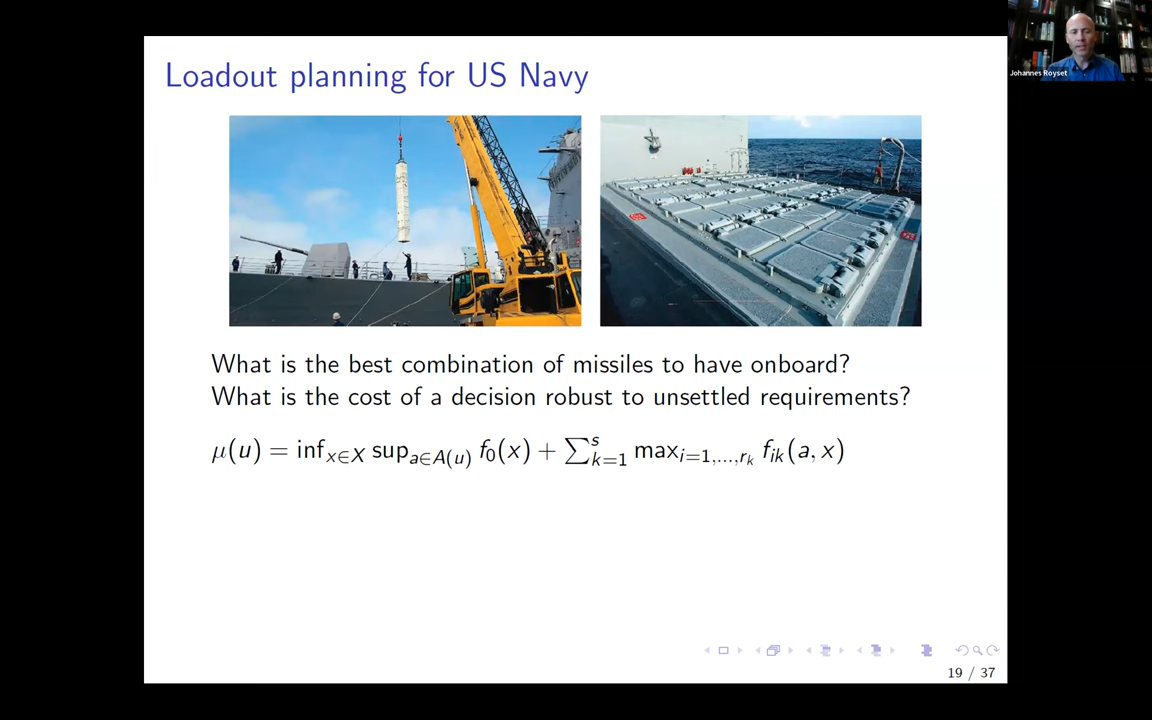 Johannes Royset
Loadout planning for US Navy
What is the best combination of missiles to have onboard?
What is the cost of a decision robust to unsettled requirements?
μ(u) = inf_{x∈X} sup_{a∈A(u)} f_0(x) + ∑_{k=1}^{s} max_{i=1,...,r_k} f_{ik}(a, x)
19 / 37